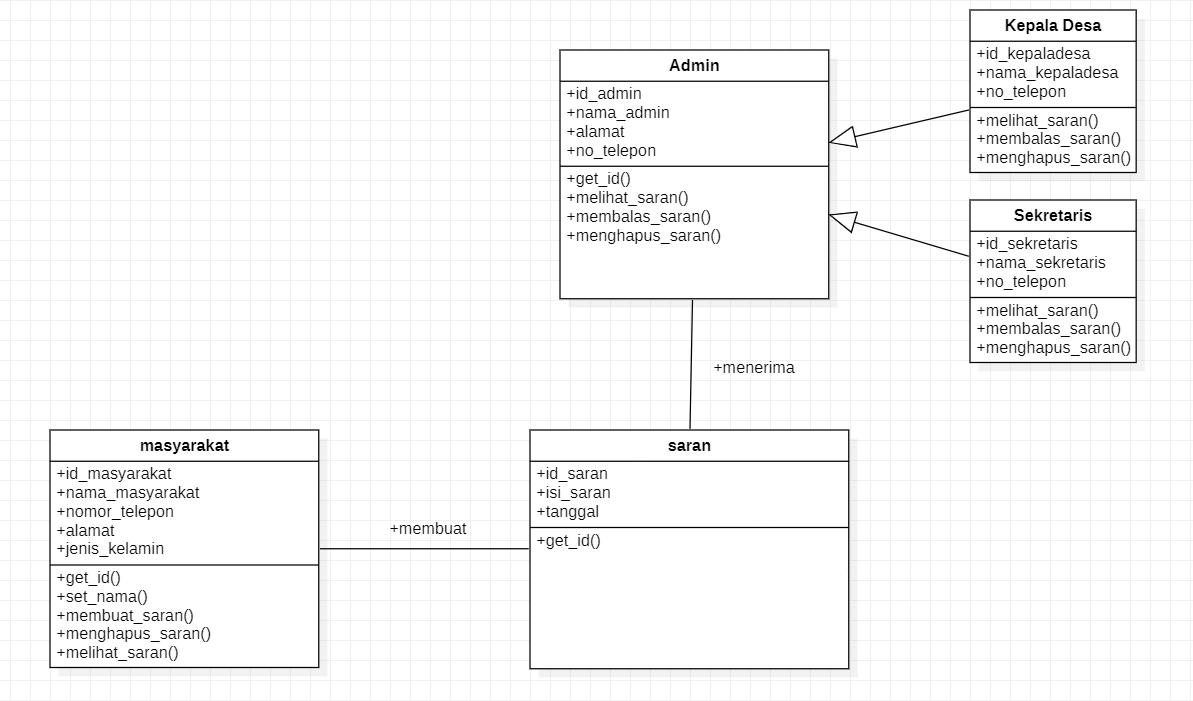 Kepala Desa
+id_kepaladesa
+nama_kepaladesa
+no_telepon
+melihat_saran()
+membalas_saran()
+menghapus_saran()
Admin
+id_admin
+nama_admin
+alamat
+no_telepon
+get_id()
+melihat_saran()
+membalas_saran()
+menghapus_saran()
Sekretaris
+id_sekretaris
+nama_sekretaris
+no_telepon
+melihat_saran()
+membalas_saran()
+menghapus_saran()
+menerima
masyarakat
+id_masyarakat
+nama_masyarakat
+nomor_telepon
+alamat
+jenis_kelamin
+get_id()
+set_nama()
+membuat_saran()
+menghapus_saran()
+melihat_saran()
+membuat
saran
+id_saran
+isi_saran
+tanggal
+get_id()